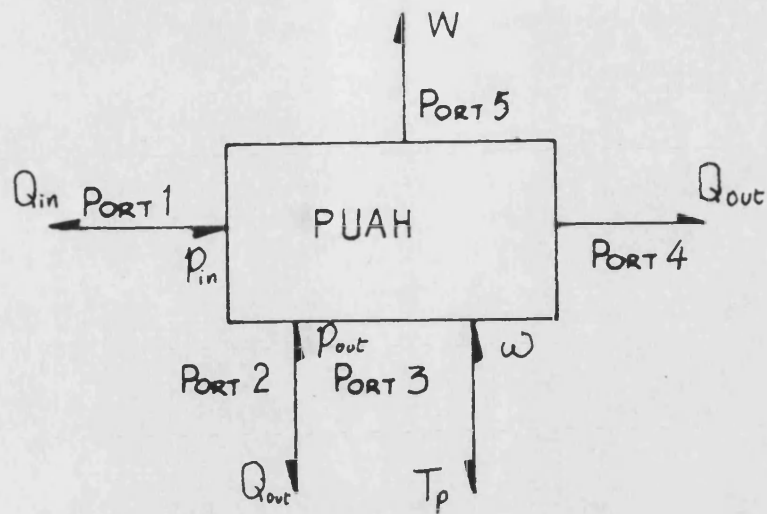 W
PORT 5
Qin PORT 1
Qout
PUAH
Pin
PORT 4
Pout ω
PORT 2 PORT 3
Qout Tp